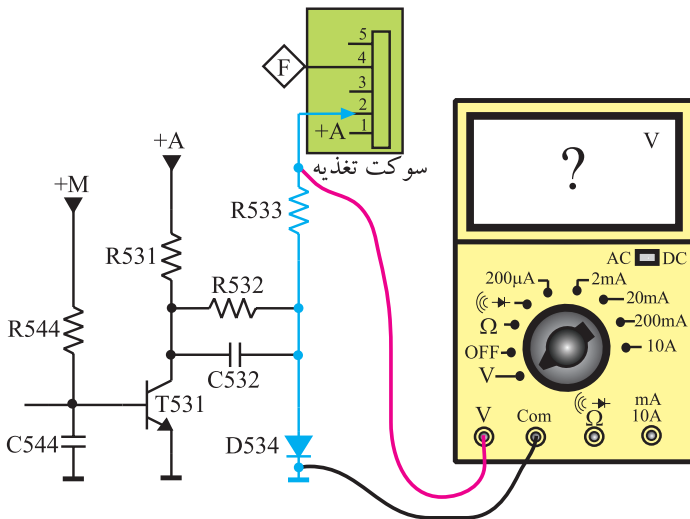 5
4
3
2
1
F
+A
سوکت تغذیه
+A
+M
R533
R531
R532
R544
C532
T531
D534
C544
?
V
AC DC
200µA
2mA
20mA
200mA
10A
Ω
OFF
V
V
Com
Ω
mA
10A